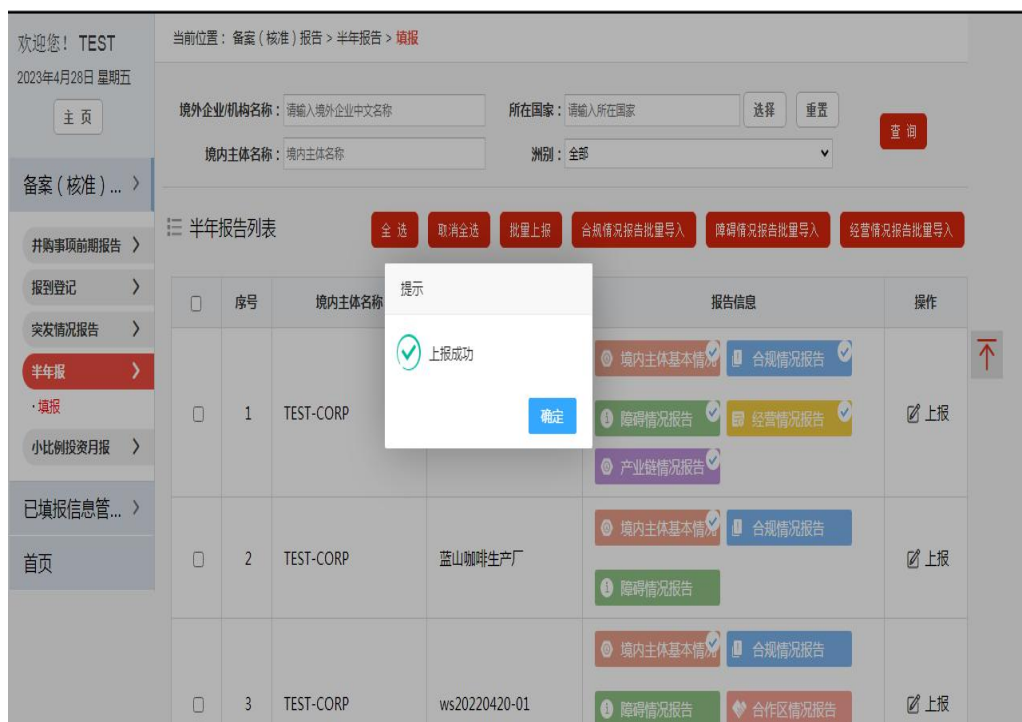 欢迎您！ TEST
2023年4月28日 星期五
主 页
备案（核准）... >
并购事项前期报告 >
报到登记 >
突发情况报告 >
半年报 >
·填报
小比例投资月报 >
已填报信息管... >
首页
当前位置：备案（核准）报告 > 半年报告 > 填报
境外企业/机构名称： 请输入境外企业中文名称 所在国家： 请输入所在国家 选择 重置
查 询
境内主体名称： 境内主体名称 洲别： 全部
半年报告列表 全 选 取消全选 批量上报 合规情况报告批量导入 障碍情况报告批量导入 经营情况报告批量导入
序号 境内主体名称 报告信息 操作
提示
上报成功
确定
境内主体基本情况 合规情况报告
1 TEST-CORP 障碍情况报告 经营情况报告 上报
产业链情况报告
境内主体基本情况 合规情况报告
2 TEST-CORP 蓝山咖啡生产厂 上报
障碍情况报告
境内主体基本情况 合规情况报告
3 TEST-CORP ws20220420-01 障碍情况报告 合作区情况报告 上报